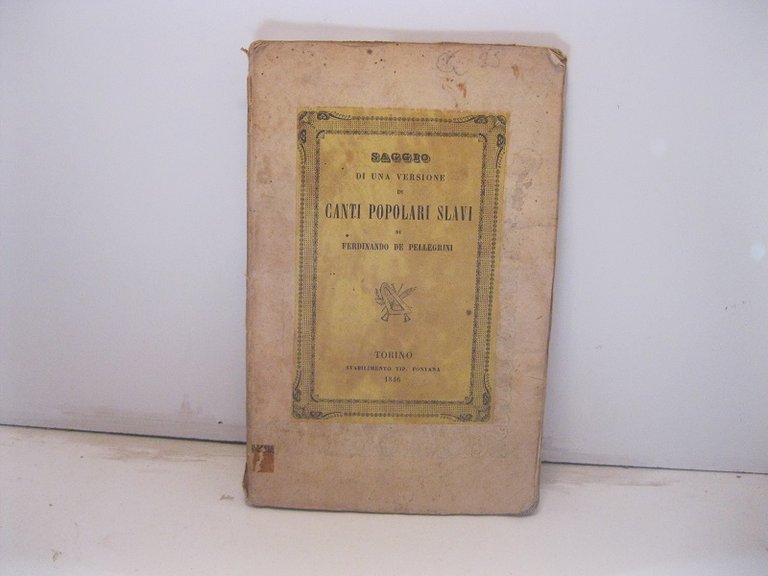 SAGGIO
DI UNA VERSIONE
DI
CANTI POPOLARI SLAVI
DI
FERDINANDO DE PELLEGRINI
TORINO
STABILIMENTO TIP. FONTANA
1846